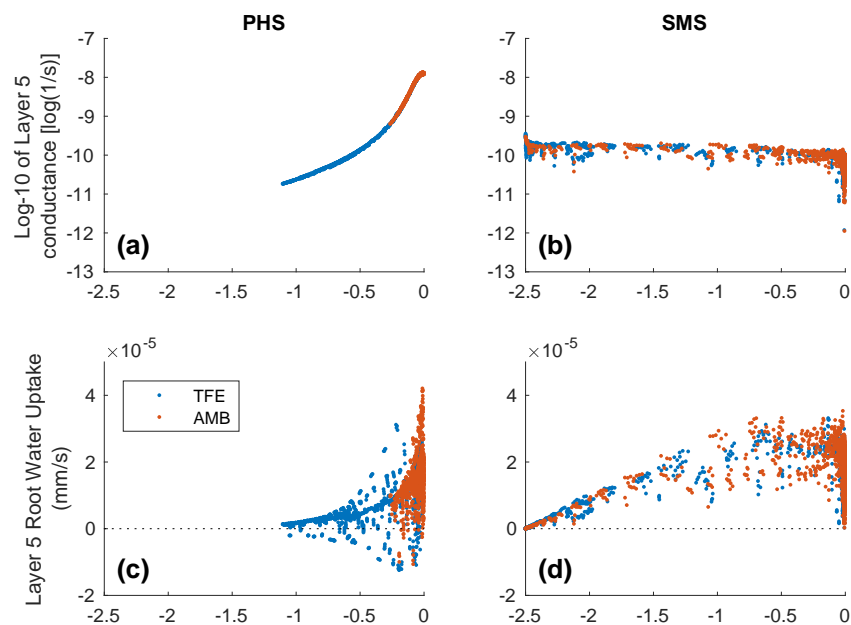 PHS
SMS
Log-10 of Layer 5
conductance [log(1/s)]
-7
-8
-9
-10
-11
-12
-13
(a)
-2.5 -2 -1.5 -1 -0.5 0
-7
-8
-9
-10
-11
-12
-13
(b)
-2.5 -2 -1.5 -1 -0.5 0
Layer 5 Root Water Uptake
(mm/s)
×10⁻⁵
4
2
0
-2
TFE
AMB
(c)
-2.5 -2 -1.5 -1 -0.5 0
×10⁻⁵
4
2
0
-2
(d)
-2.5 -2 -1.5 -1 -0.5 0